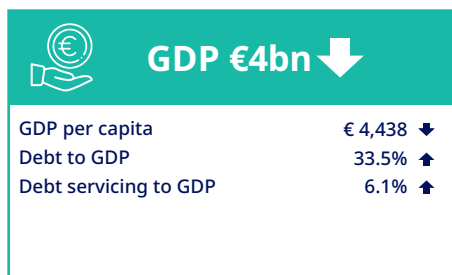 GDP €4bn
GDP per capita € 4,438
Debt to GDP 33.5%
Debt servicing to GDP 6.1%